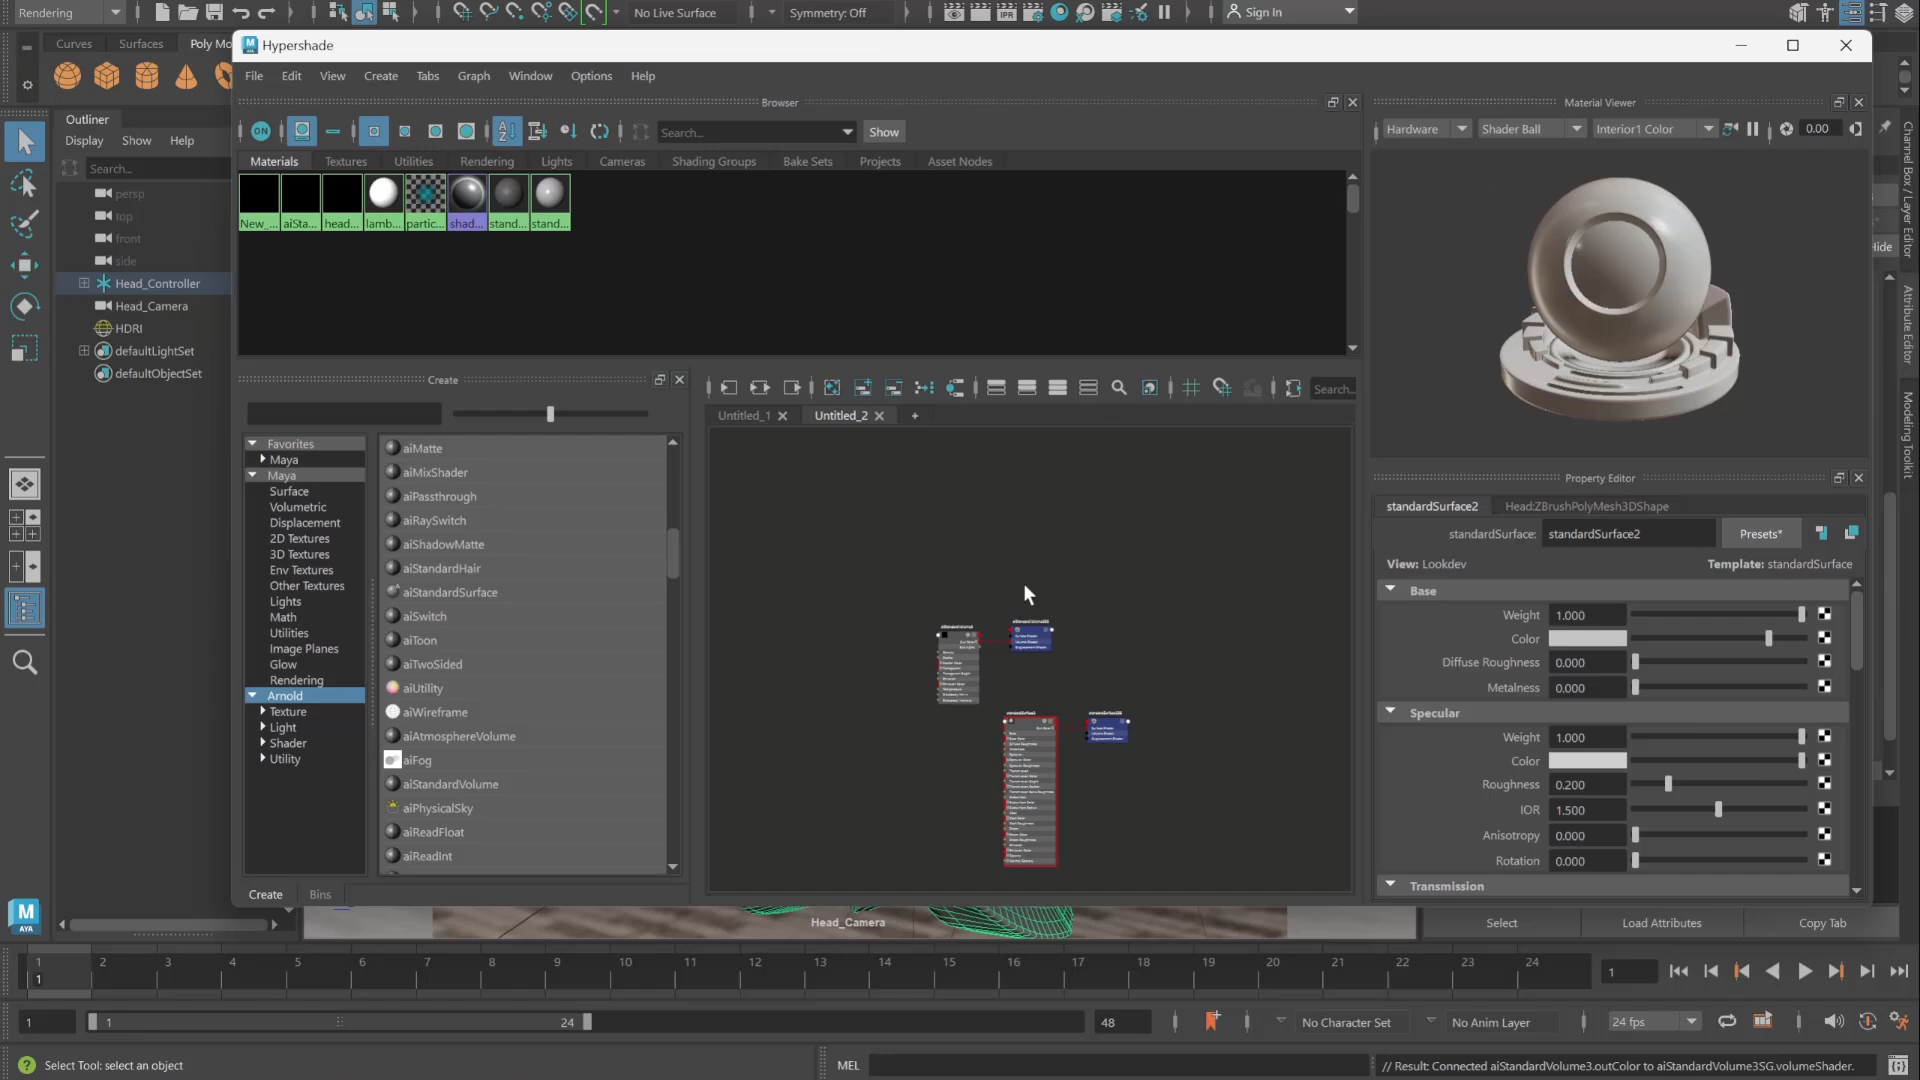 Rendering
No Live Surface
Symmetry: Off
Sign In
Curves
Surfaces
Poly Mo
Hypershade
File
Edit
View
Create
Tabs
Graph
Window
Options
Help
Browser
Material Viewer
Outliner
Display
Show
Help
ON
Search...
Show
Hardware
Shader Ball
Interior1 Color
0.00
Search...
Materials
Textures
Utilities
Rendering
Lights
Cameras
Shading Groups
Bake Sets
Projects
Asset Nodes
persp
top
front
side
Head_Controller
Head_Camera
HDRI
defaultLightSet
defaultObjectSet
New_...
aiSta...
head...
lamb...
partic...
shad...
stand...
stand...
Hide
Channel Box / Layer Editor
Attribute Editor
Modeling Toolkit
Create
Search...
Untitled_1
Untitled_2
+
Favorites
Maya
Maya
Surface
Volumetric
Displacement
2D Textures
3D Textures
Env Textures
Other Textures
Lights
Math
Utilities
Image Planes
Glow
Rendering
Arnold
Texture
Light
Shader
Utility
aiMatte
aiMixShader
aiPassthrough
aiRaySwitch
aiShadowMatte
aiStandardHair
aiStandardSurface
aiSwitch
aiToon
aiTwoSided
aiUtility
aiWireframe
aiAtmosphereVolume
aiFog
aiStandardVolume
aiPhysicalSky
aiReadFloat
aiReadInt
Create
Bins
Property Editor
standardSurface2
Head:ZBrushPolyMesh3DShape
standardSurface:
standardSurface2
Presets*
View: Lookdev
Template: standardSurface
Base
Weight 1.000
Color
Diffuse Roughness 0.000
Metalness 0.000
Specular
Weight 1.000
Color
Roughness 0.200
IOR 1.500
Anisotropy 0.000
Rotation 0.000
Transmission
Select
Load Attributes
Copy Tab
M
AYA
Head_Camera
1 2 3 4 5 6 7 8 9 10 11 12 13 14 15 16 17 18 19 20 21 22 23 24
1
1
1
1
24
48
No Character Set
No Anim Layer
24 fps
Select Tool: select an object
MEL
// Result: Connected aiStandardVolume3.outColor to aiStandardVolume3SG.volumeShader.